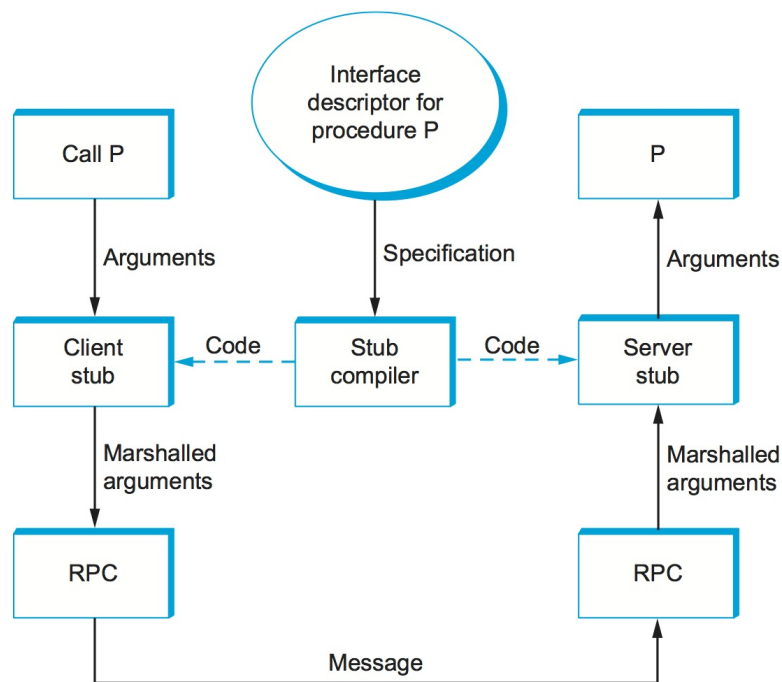 Interface
descriptor for
procedure P
Call P
P
Arguments
Specification
Arguments
Client
stub
Code
Stub
compiler
Code
Server
stub
Marshalled
arguments
Marshalled
arguments
RPC
RPC
Message